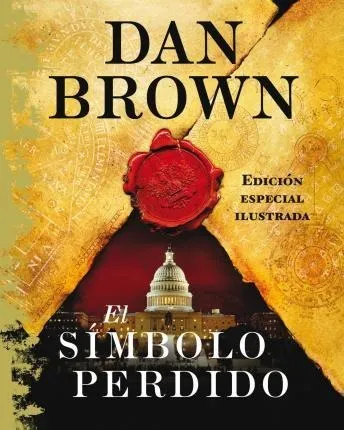 DAN
BROWN
EDICIÓN
ESPECIAL
ILUSTRADA
El
SÍMBOLO
PERDIDO